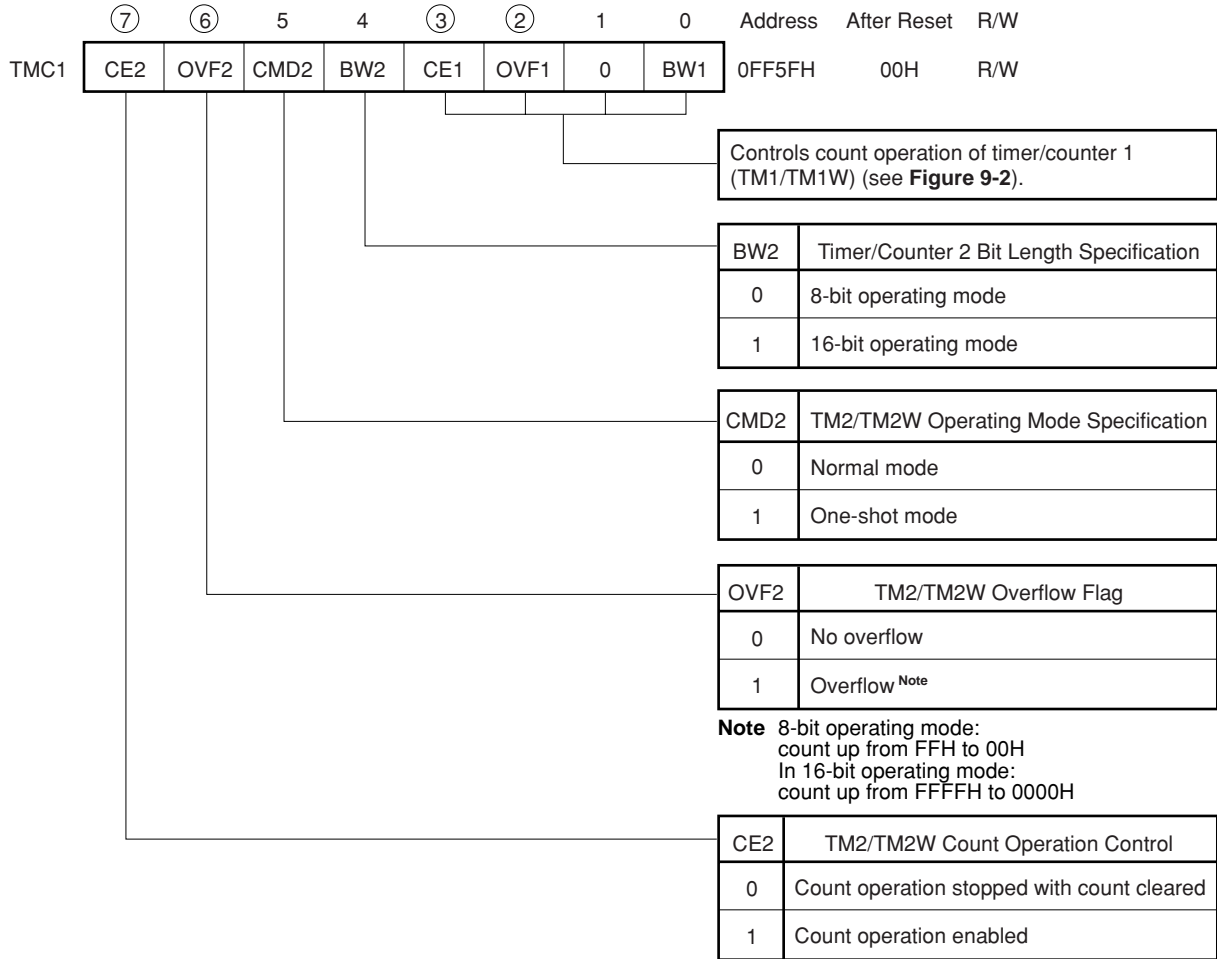 ⑦ ⑥ 5 4 ③ ② 1 0 Address After Reset R/W
TMC1 CE2 OVF2 CMD2 BW2 CE1 OVF1 0 BW1 0FF5FH 00H R/W
Controls count operation of timer/counter 1
(TM1/TM1W) (see Figure 9-2).
BW2 Timer/Counter 2 Bit Length Specification
0 8-bit operating mode
1 16-bit operating mode
CMD2 TM2/TM2W Operating Mode Specification
0 Normal mode
1 One-shot mode
OVF2 TM2/TM2W Overflow Flag
0 No overflow
1 Overflow Note
Note 8-bit operating mode:
count up from FFH to 00H
In 16-bit operating mode:
count up from FFFFH to 0000H
CE2 TM2/TM2W Count Operation Control
0 Count operation stopped with count cleared
1 Count operation enabled